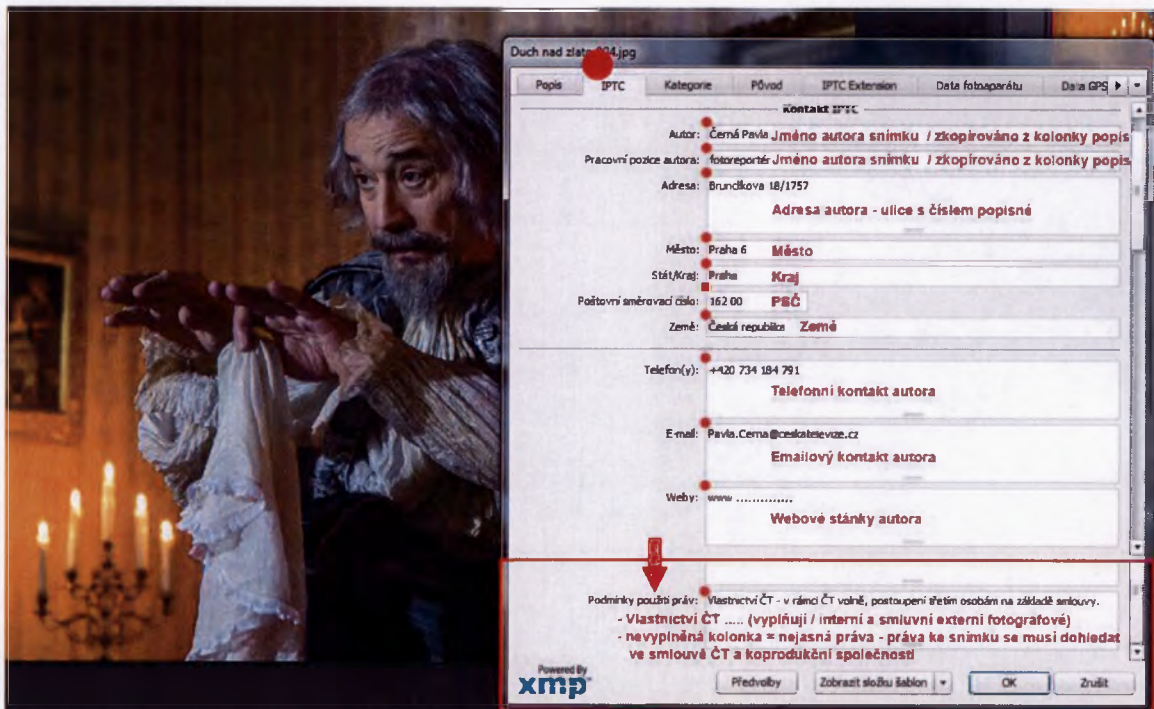 Duch nad zlato 004.jpg
Popis IPTC Kategorie Původ IPTC Extension Data fotoaparátu Data GPS
Kontakt IPTC
Autor: Černá Pavla Jméno autora snímku / zkopírováno z kolonky popis
Pracovní pozice autora: fotoreportér Jméno autora snímku / zkopírováno z kolonky popis
Adresa: Brunclíkova 18/1757
Adresa autora - ulice s číslem popisné
Město: Praha 6 Město
Stát/Kraj: Praha Kraj
Poštovní směrovací číslo: 162 00 PSČ
Země: Česká republika Země
Telefon(y): +420 734 184 791
Telefonní kontakt autora
E-mail: Pavla.Cerna@ceskatelevize.cz
Emailový kontakt autora
Weby: www ..............
Webové stánky autora
Podmínky použití práv: Vlastnictví ČT - v rámci ČT volně, postoupení třetím osobám na základě smlouvy.
- Vlastnictví ČT ..... (vyplňují / interní a smluvní externí fotografové)
- nevyplněná kolonka = nejasná práva - práva ke snímku se musí dohledat
ve smlouvě ČT a koprodukční společností
Powered By
xmp
Předvolby Zobrazit složku šablon OK Zrušit